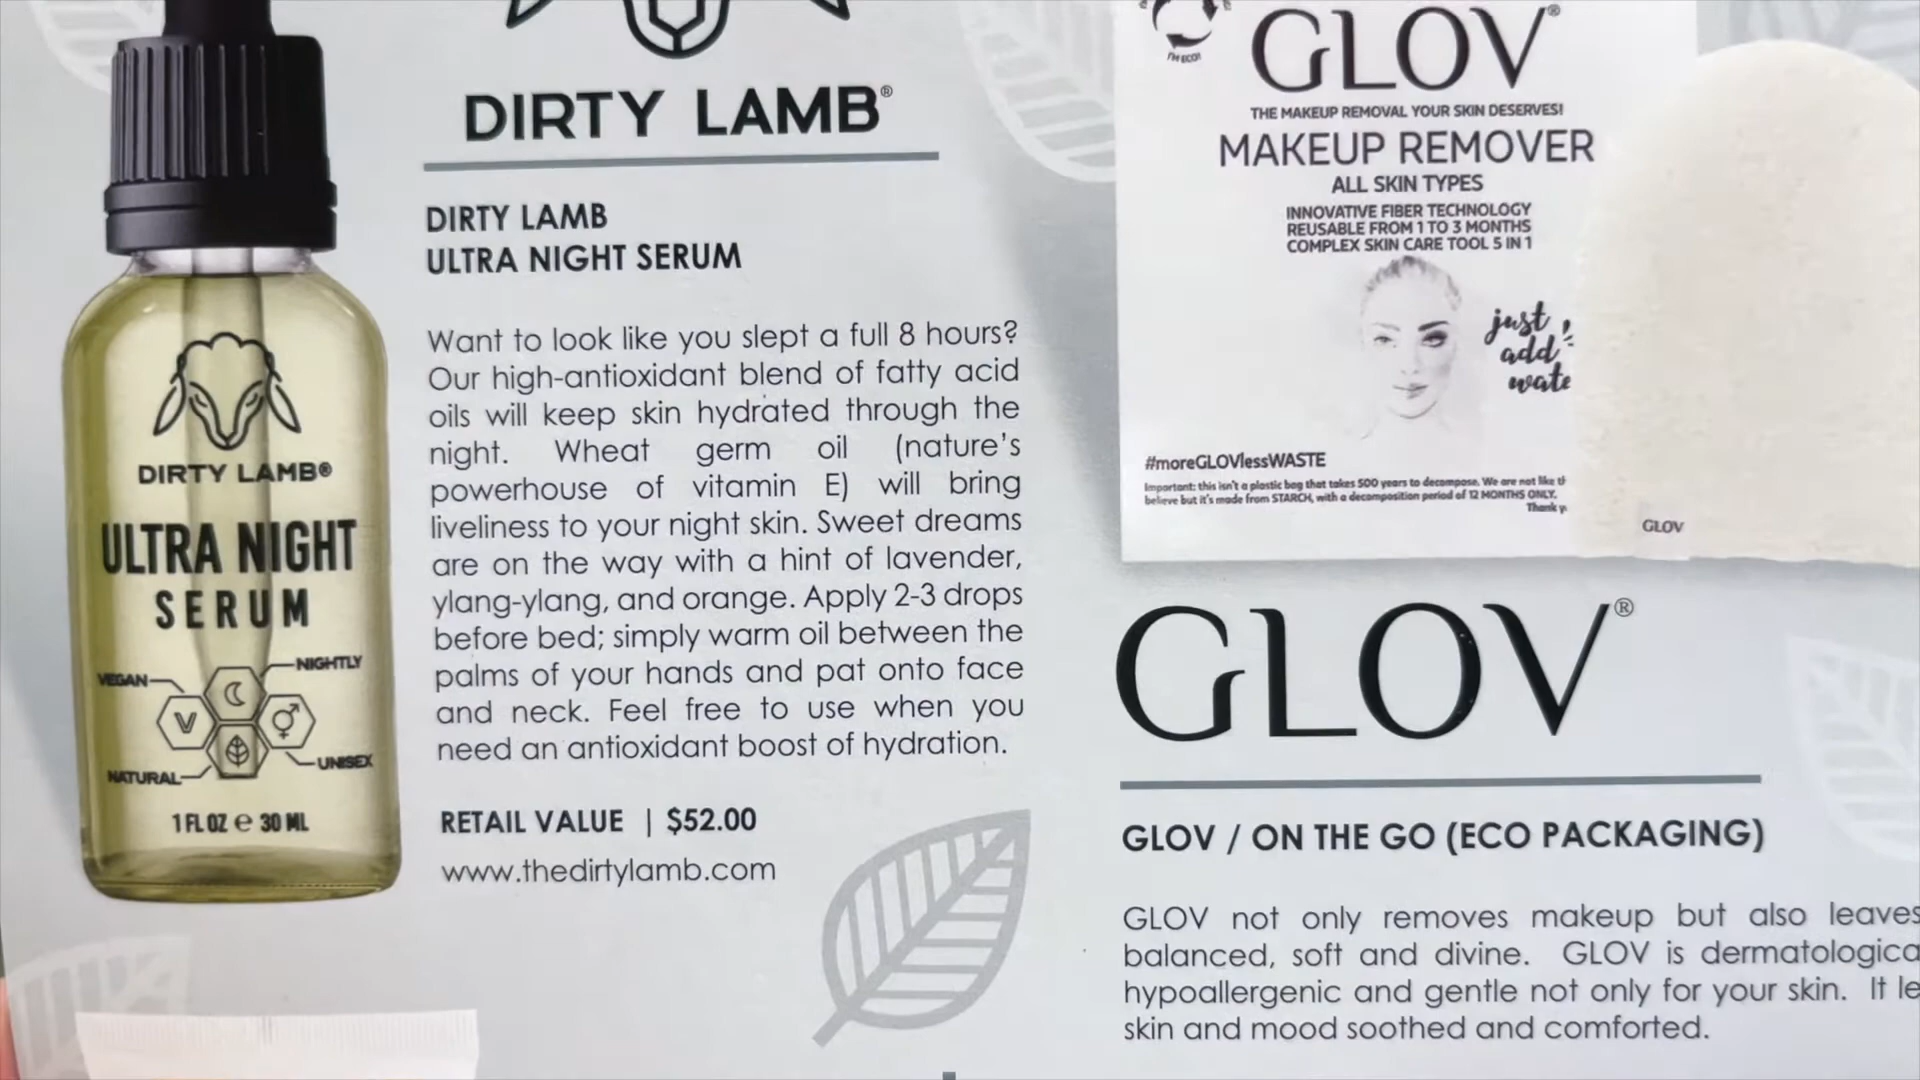 DIRTY LAMB®
DIRTY LAMB
ULTRA NIGHT SERUM
Want to look like you slept a full 8 hours?
Our high-antioxidant blend of fatty acid
oils will keep skin hydrated through the
night. Wheat germ oil (nature's
powerhouse of vitamin E) will bring
liveliness to your night skin. Sweet dreams
are on the way with a hint of lavender,
ylang-ylang, and orange. Apply 2-3 drops
before bed; simply warm oil between the
palms of your hands and pat onto face
and neck. Feel free to use when you
need an antioxidant boost of hydration.
RETAIL VALUE | $52.00
www.thedirtylamb.com
DIRTY LAMB®
ULTRA NIGHT
SERUM
NIGHTLY
VEGAN
V
NATURAL
UNISEX
1 FL OZ e 30 ML
I'M ECO!
GLOV®
THE MAKEUP REMOVAL YOUR SKIN DESERVES!
MAKEUP REMOVER
ALL SKIN TYPES
INNOVATIVE FIBER TECHNOLOGY
REUSABLE FROM 1 TO 3 MONTHS
COMPLEX SKIN CARE TOOL 5 IN 1
just
add
wate
#moreGLOVlessWASTE
Important: this isn't a plastic bag that takes 500 years to decompose. We are not like th
believe but it's made from STARCH, with a decomposition period of 12 MONTHS ONLY.
Thank y
GLOV
GLOV®
GLOV / ON THE GO (ECO PACKAGING)
GLOV not only removes makeup but also leaves
balanced, soft and divine. GLOV is dermatologica
hypoallergenic and gentle not only for your skin. It le
skin and mood soothed and comforted.